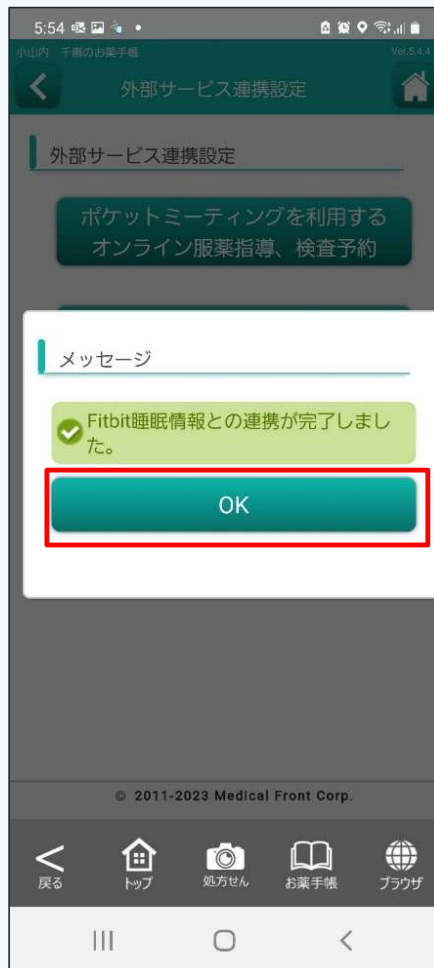 5:54
小山内 千恵のお薬手帳 Ver.5.4.4
外部サービス連携設定
外部サービス連携設定
ポケットミーティングを利用する
オンライン服薬指導、検査予約
メッセージ
Fitbit睡眠情報との連携が完了しまし
た。
OK
© 2011-2023 Medical Front Corp.
戻る トップ 処方せん お薬手帳 ブラウザ